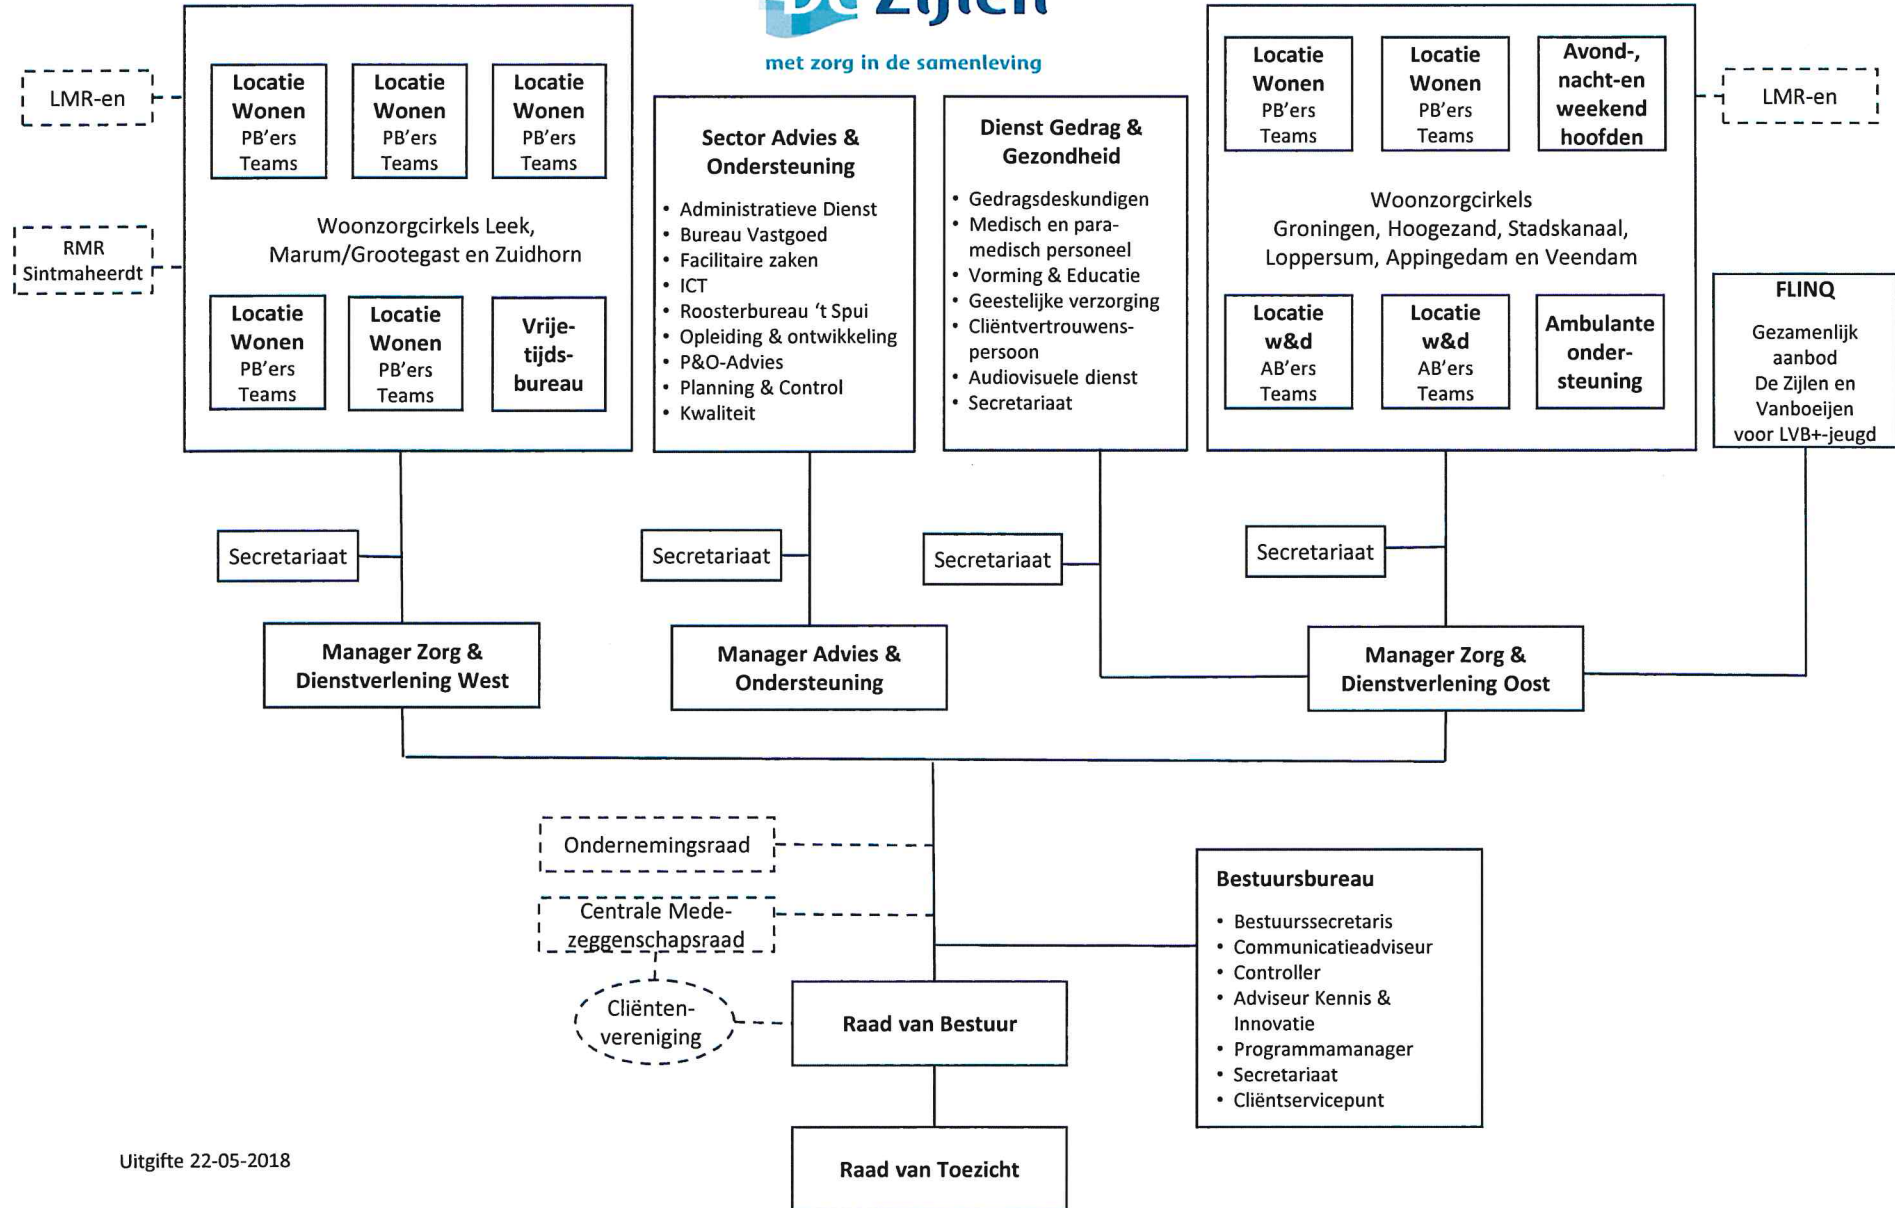 De Zijlen
met zorg in de samenleving
LMR-en
RMR
Sintmaheerdt
Locatie
Wonen
PB'ers
Teams
Locatie
Wonen
PB'ers
Teams
Locatie
Wonen
PB'ers
Teams
Woonzorgcirkels Leek,
Marum/Grootegast en Zuidhorn
Locatie
Wonen
PB'ers
Teams
Locatie
Wonen
PB'ers
Teams
Vrije-
tijds-
bureau
Sector Advies &
Ondersteuning
• Administratieve Dienst
• Bureau Vastgoed
• Facilitaire zaken
• ICT
• Roosterbureau 't Spui
• Opleiding & ontwikkeling
• P&O-Advies
• Planning & Control
• Kwaliteit
Dienst Gedrag &
Gezondheid
• Gedragsdeskundigen
• Medisch en para-
medisch personeel
• Vorming & Educatie
• Geestelijke verzorging
• Cliëntvertrouwens-
persoon
• Audiovisuele dienst
• Secretariaat
Locatie
Wonen
PB'ers
Teams
Locatie
Wonen
PB'ers
Teams
Avond-,
nacht-en
weekend
hoofden
Woonzorgcirkels
Groningen, Hoogezand, Stadskanaal,
Loppersum, Appingedam en Veendam
Locatie
w&d
AB'ers
Teams
Locatie
w&d
AB'ers
Teams
Ambulante
onder-
steuning
LMR-en
FLINQ
Gezamenlijk
aanbod
De Zijlen en
Vanboeijen
voor LVB+-jeugd
Secretariaat
Secretariaat
Secretariaat
Secretariaat
Manager Zorg &
Dienstverlening West
Manager Advies &
Ondersteuning
Manager Zorg &
Dienstverlening Oost
Ondernemingsraad
Centrale Mede-
zeggenschapsraad
Cliënten-
vereniging
Raad van Bestuur
Bestuursbureau
• Bestuurssecretaris
• Communicatieadviseur
• Controller
• Adviseur Kennis &
Innovatie
• Programmamanager
• Secretariaat
• Cliëntservicepunt
Raad van Toezicht
Uitgifte 22-05-2018